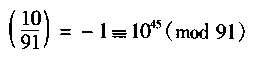 (10/91) = -1 ≡ 10^45 (mod 91)